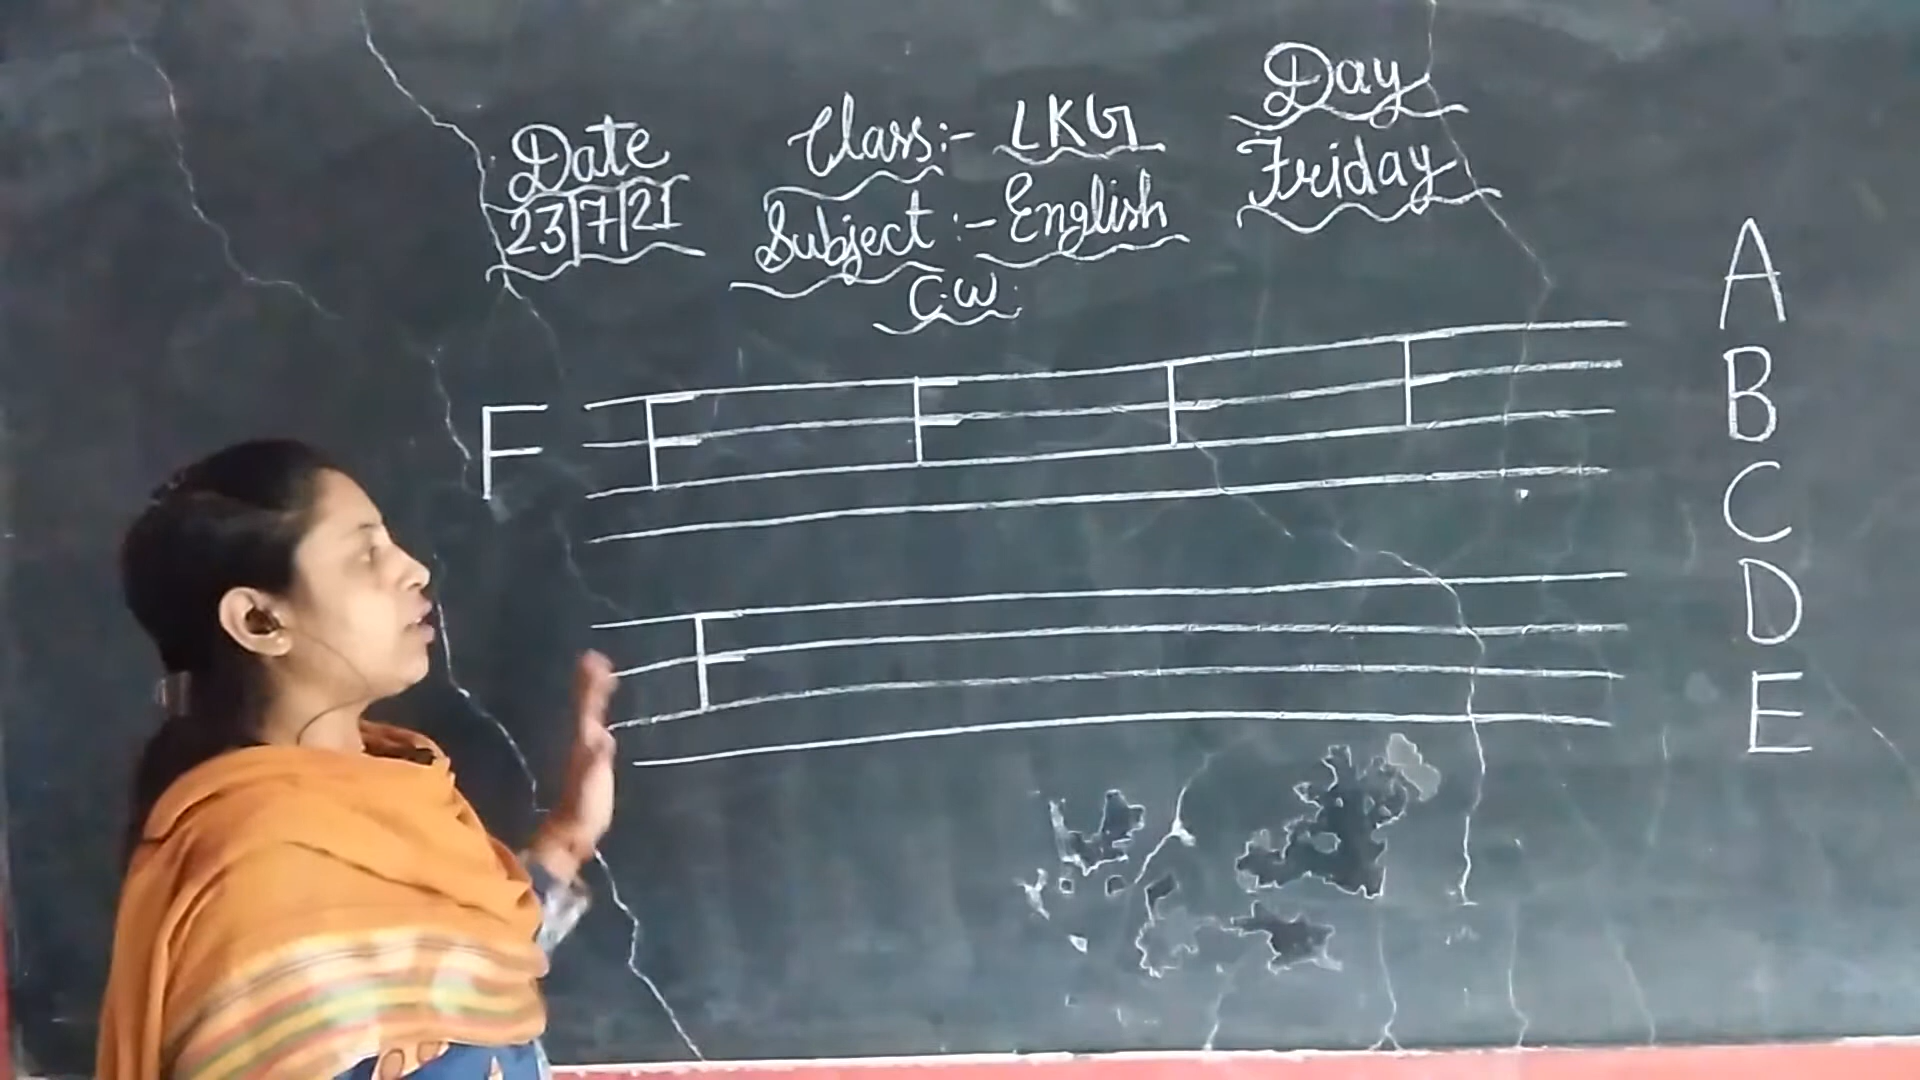 Date
23/7/21
Class:- LKG
Subject:- English
C.W.
Day
Friday
F F F F F
F
A
B
C
D
E